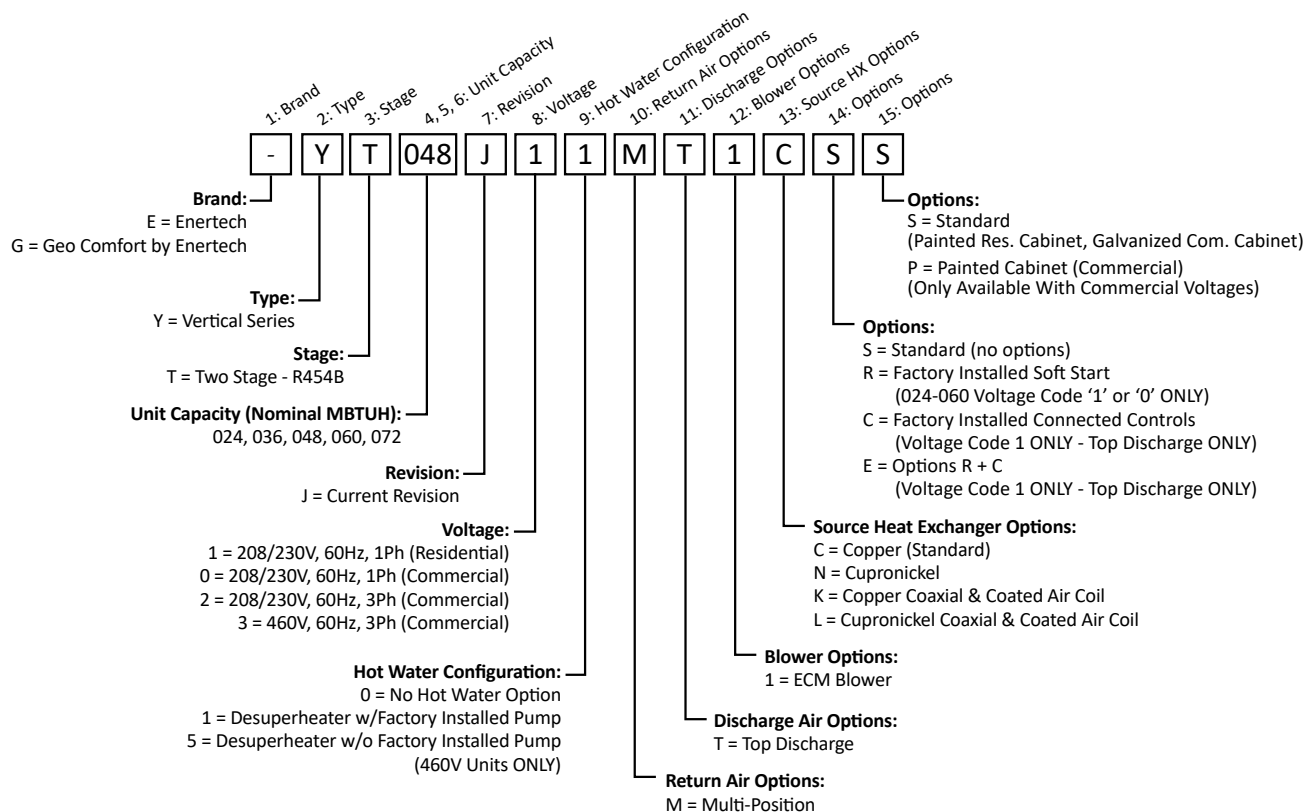 1: Brand
2: Type
3: Stage
4, 5, 6: Unit Capacity
7: Revision
8: Voltage
9: Hot Water Configuration
10: Return Air Options
11: Discharge Options
12: Blower Options
13: Source HX Options
14: Options
15: Options
- Y T 048 J 1 1 M T 1 C S S
Brand:
E = Enertech
G = Geo Comfort by Enertech
Type:
Y = Vertical Series
Stage:
T = Two Stage - R454B
Unit Capacity (Nominal MBTUH):
024, 036, 048, 060, 072
Revision:
J = Current Revision
Voltage:
1 = 208/230V, 60Hz, 1Ph (Residential)
0 = 208/230V, 60Hz, 1Ph (Commercial)
2 = 208/230V, 60Hz, 3Ph (Commercial)
3 = 460V, 60Hz, 3Ph (Commercial)
Hot Water Configuration:
0 = No Hot Water Option
1 = Desuperheater w/Factory Installed Pump
5 = Desuperheater w/o Factory Installed Pump
(460V Units ONLY)
Options:
S = Standard
(Painted Res. Cabinet, Galvanized Com. Cabinet)
P = Painted Cabinet (Commercial)
(Only Available With Commercial Voltages)
Options:
S = Standard (no options)
R = Factory Installed Soft Start
(024-060 Voltage Code ‘1’ or ‘0’ ONLY)
C = Factory Installed Connected Controls
(Voltage Code 1 ONLY - Top Discharge ONLY)
E = Options R + C
(Voltage Code 1 ONLY - Top Discharge ONLY)
Source Heat Exchanger Options:
C = Copper (Standard)
N = Cupronickel
K = Copper Coaxial & Coated Air Coil
L = Cupronickel Coaxial & Coated Air Coil
Blower Options:
1 = ECM Blower
Discharge Air Options:
T = Top Discharge
Return Air Options:
M = Multi-Position